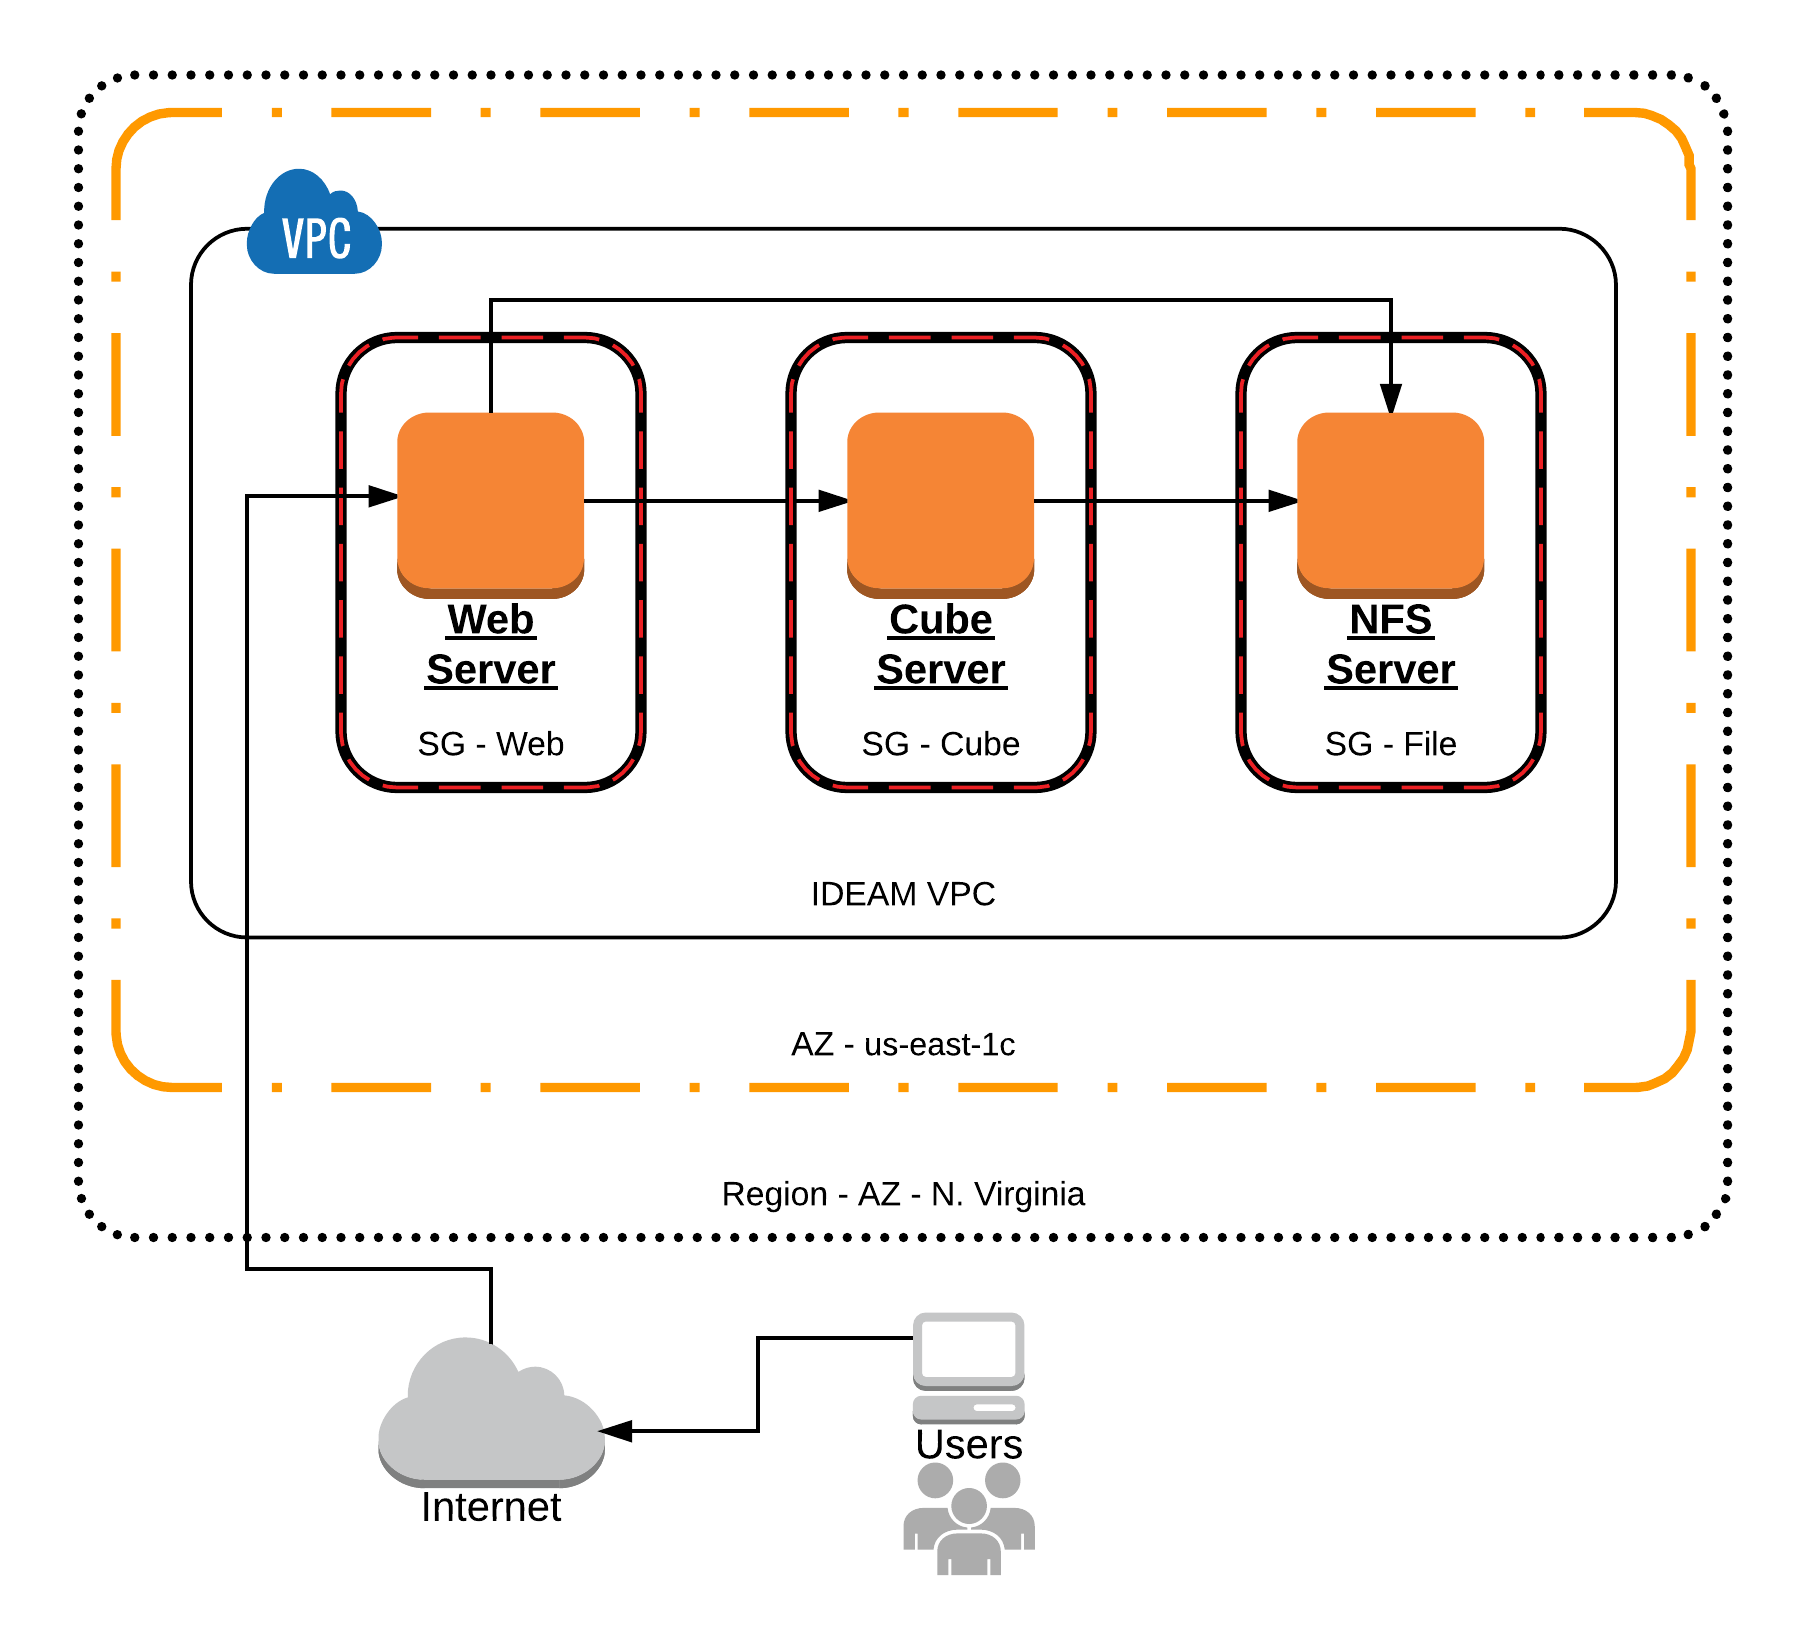 VPC
Web
Server
SG - Web
Cube
Server
SG - Cube
NFS
Server
SG - File
IDEAM VPC
AZ - us-east-1c
Region - AZ - N. Virginia
Internet
Users